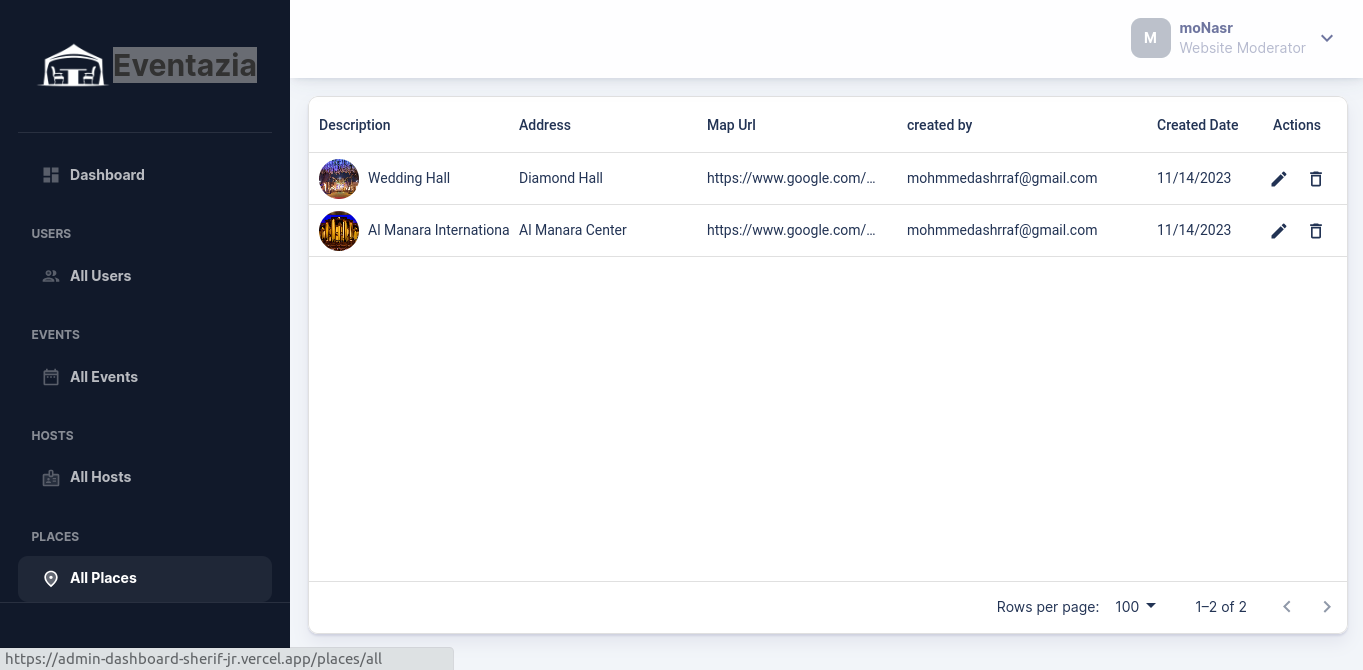 Eventazia
moNasr
M
Website Moderator
Dashboard
USERS
All Users
EVENTS
All Events
HOSTS
All Hosts
PLACES
All Places
Description Address Map Url created by Created Date Actions
Wedding Hall Diamond Hall https://www.google.com/... mohmmedashrraf@gmail.com 11/14/2023
Al Manara Internationa Al Manara Center https://www.google.com/... mohmmedashrraf@gmail.com 11/14/2023
Rows per page: 100 1–2 of 2
https://admin-dashboard-sherif-jr.vercel.app/places/all